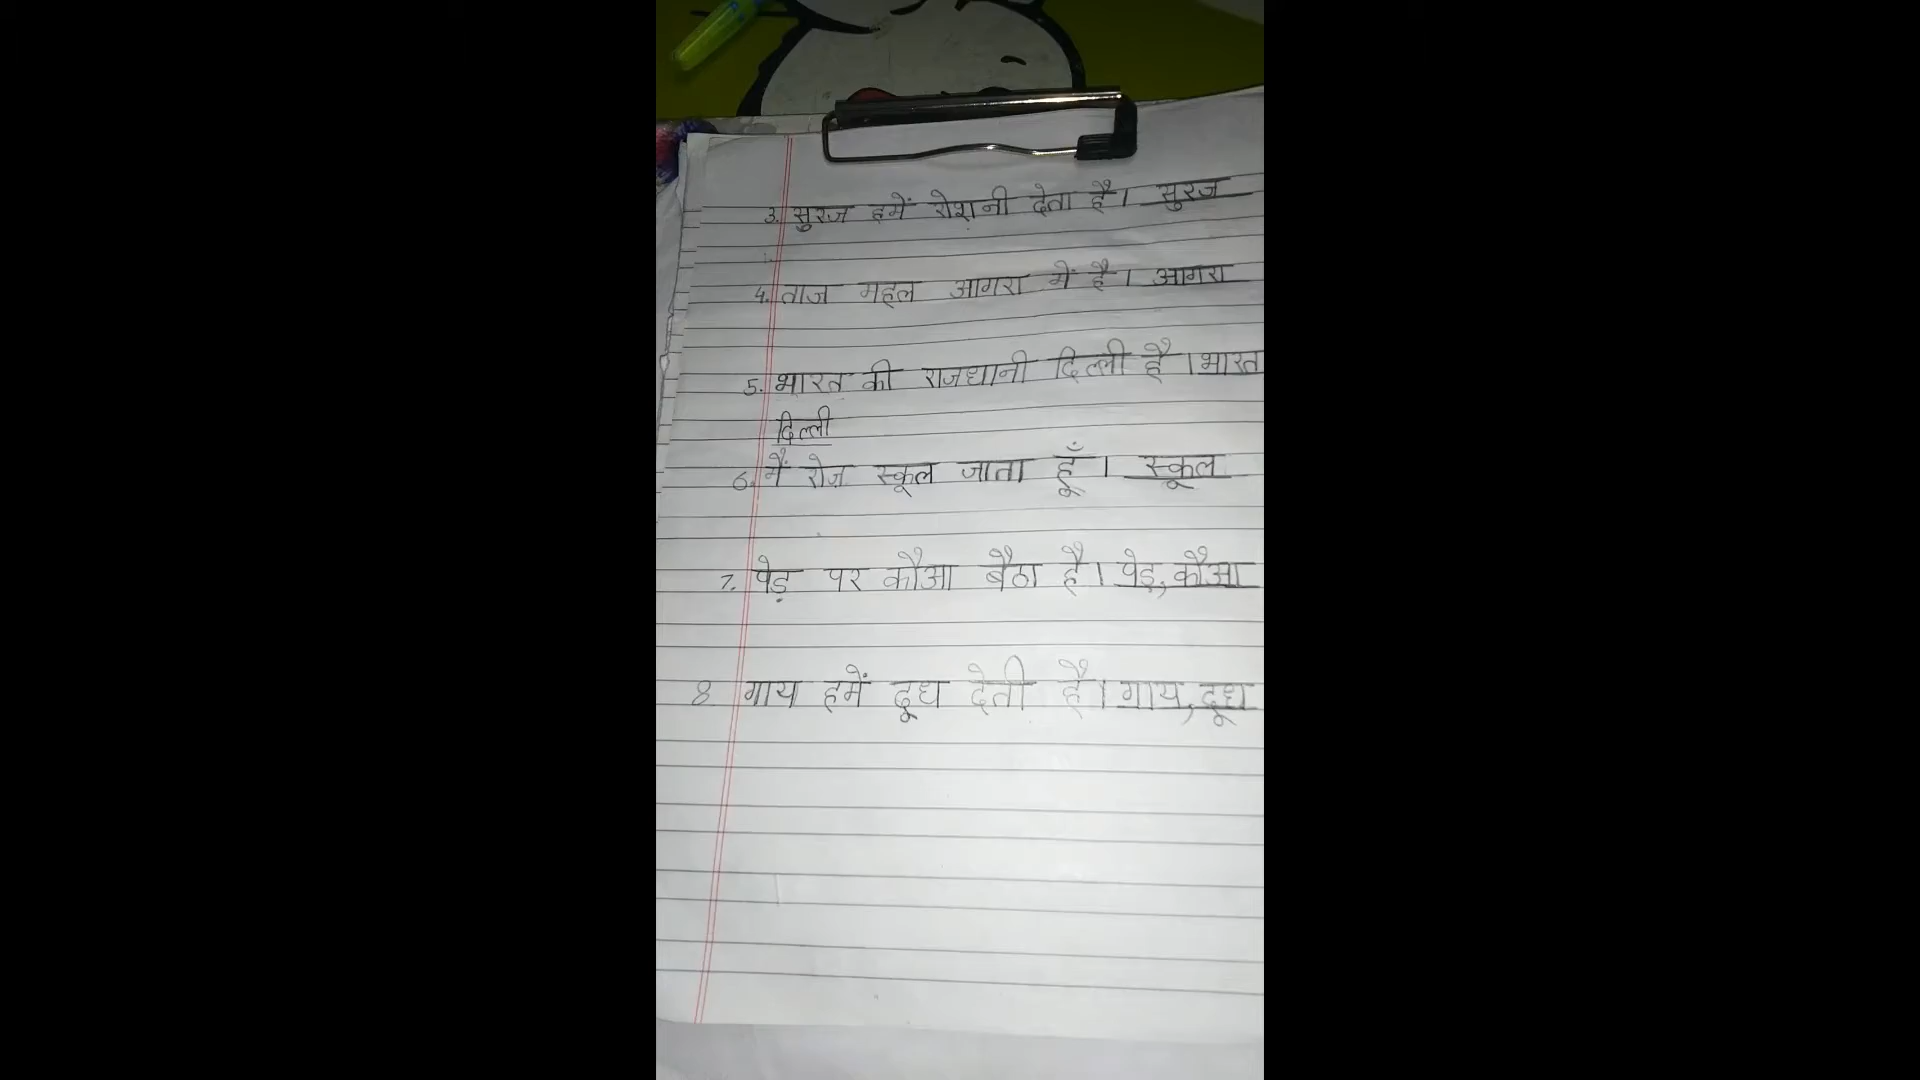 3. सुरज हमें रोशनी देता है। सुरज
4. ताज महल आगरा में है। आगरा
5. भारत की राजधानी दिल्ली है। भारत
दिल्ली
6. मैं रोज़ स्कूल जाता हूँ। स्कूल
7. पेड़ पर कौआ बैठा है। पेड़, कौआ
8 गाय हमें दूध देती है। गाय, दूध